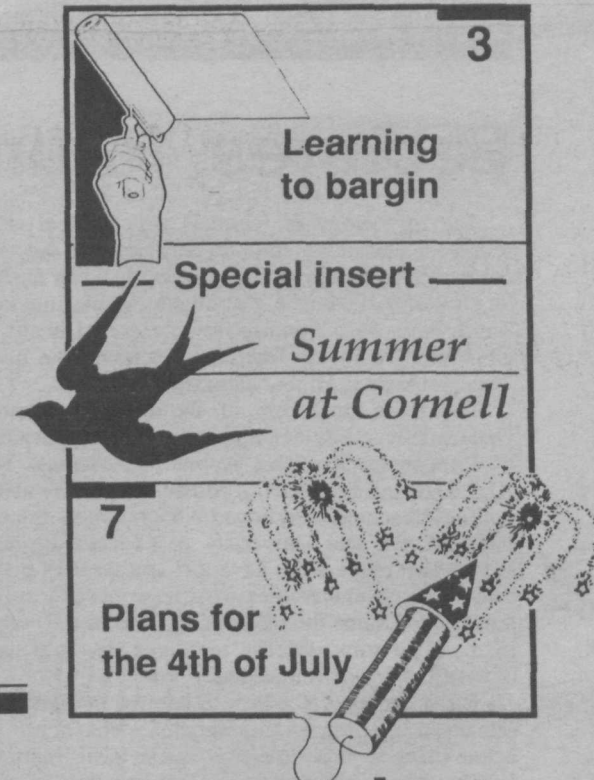 3
Learning
to bargin
Special insert
Summer
at Cornell
7
Plans for
the 4th of July